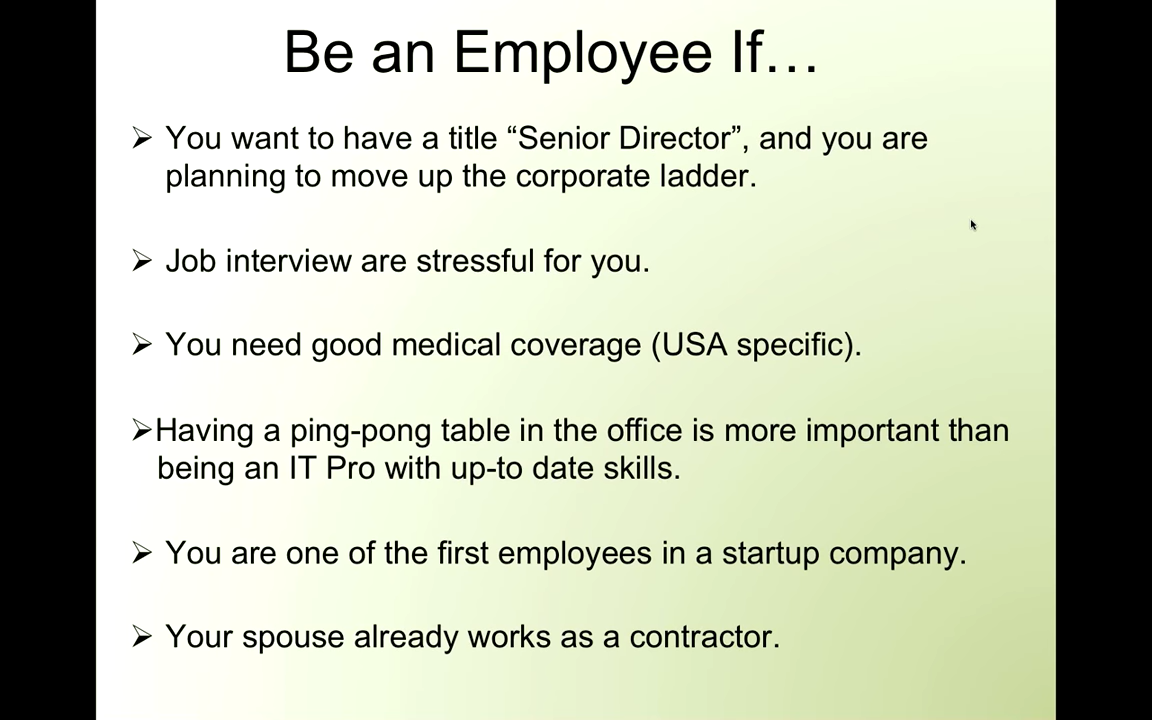 Be an Employee If…
➢ You want to have a title “Senior Director”, and you are
planning to move up the corporate ladder.
➢ Job interview are stressful for you.
➢ You need good medical coverage (USA specific).
➢Having a ping-pong table in the office is more important than
being an IT Pro with up-to date skills.
➢ You are one of the first employees in a startup company.
➢ Your spouse already works as a contractor.